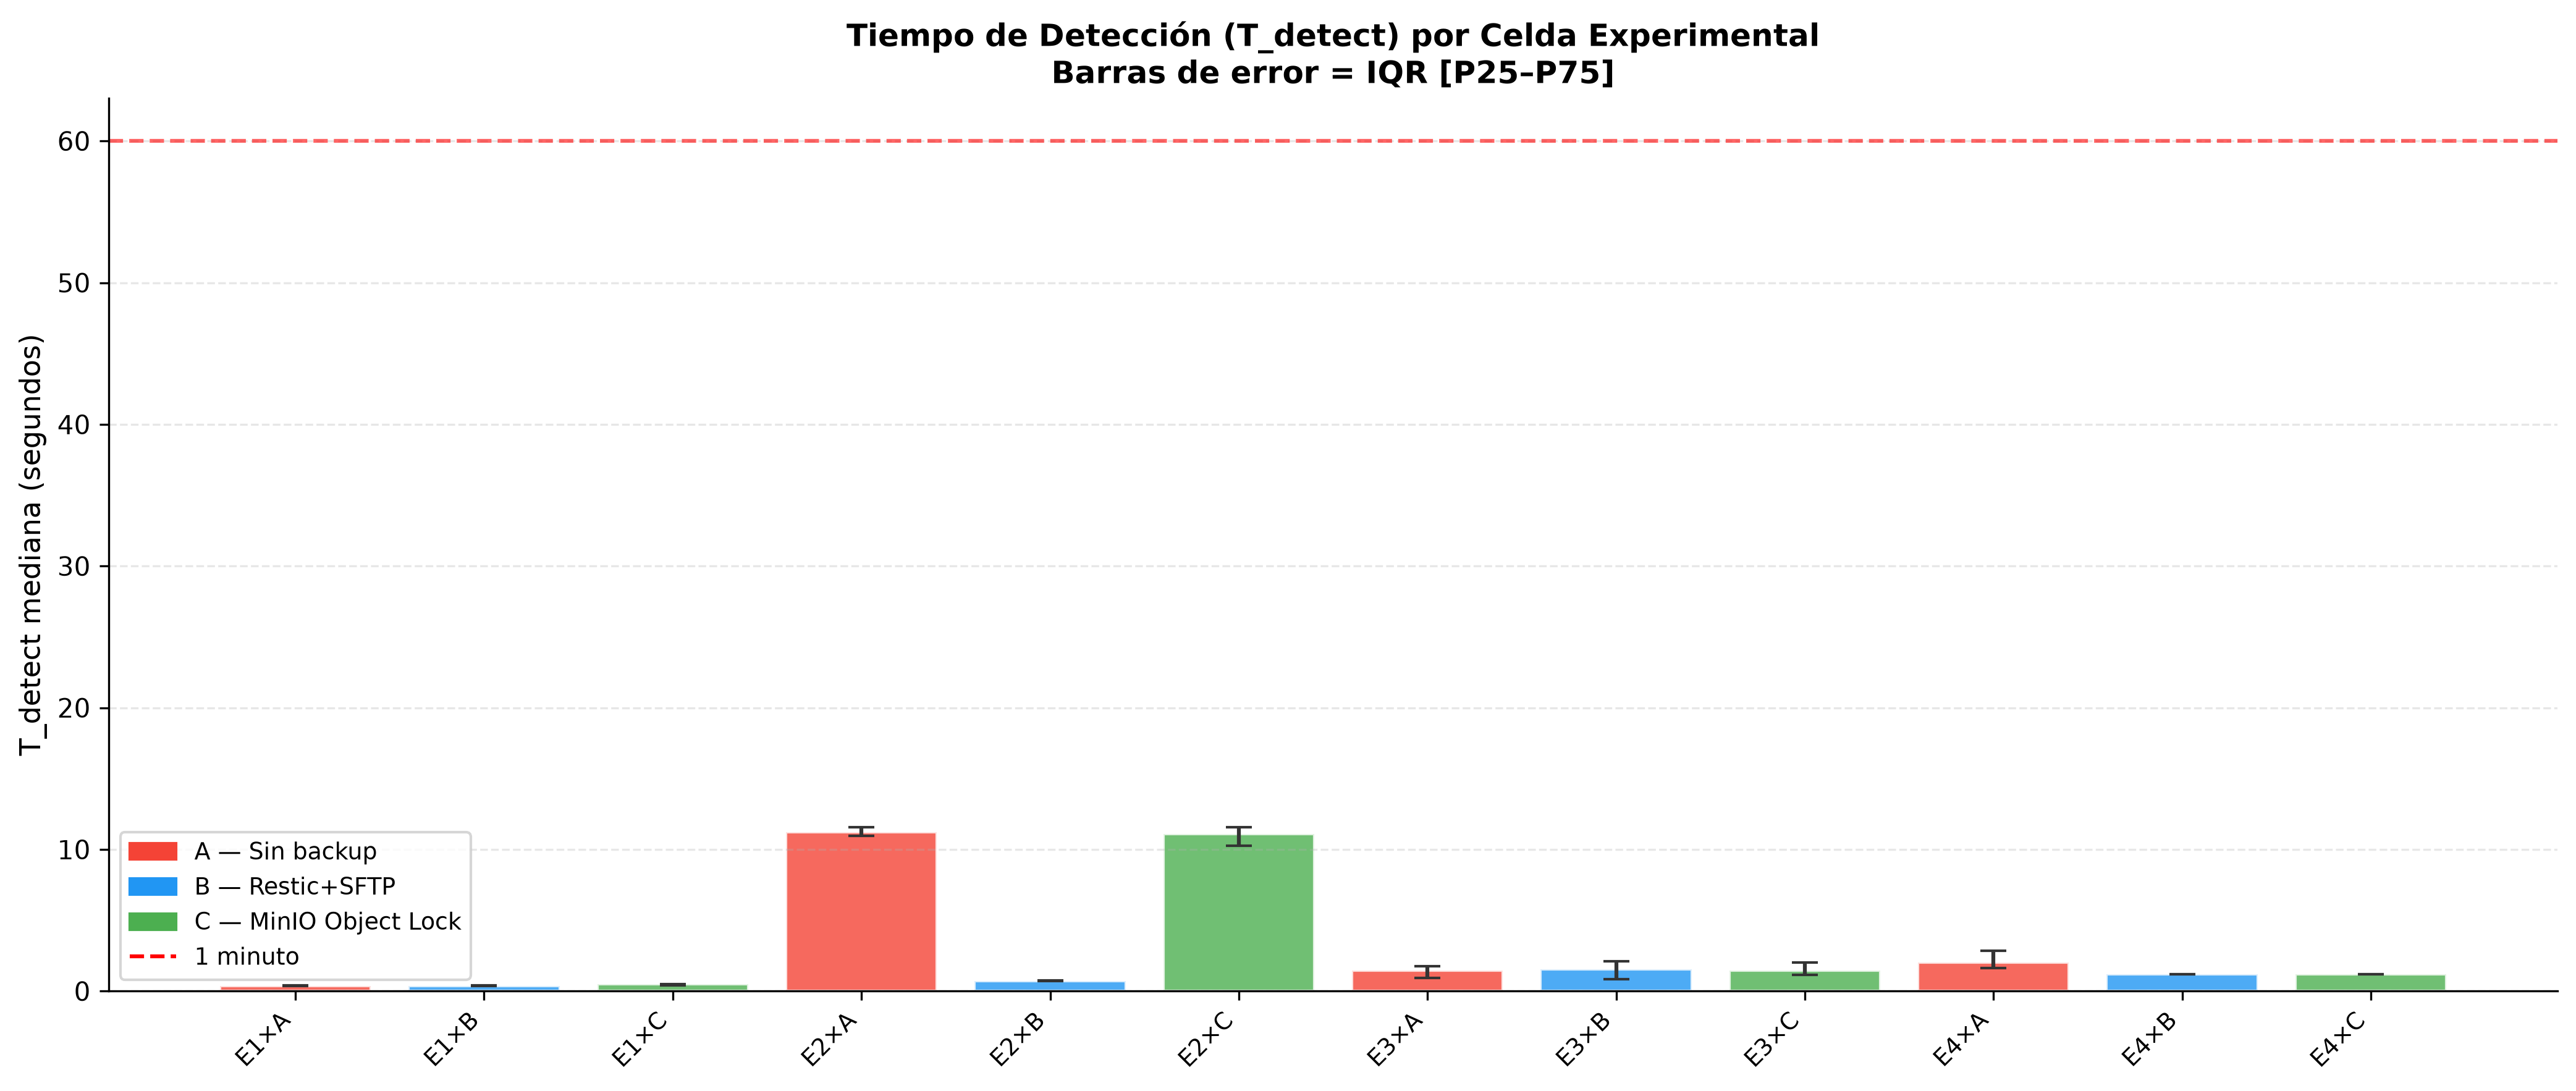 Tiempo de Detección (T_detect) por Celda Experimental
Barras de error = IQR [P25–P75]
T_detect mediana (segundos)
60
50
40
30
20
10
0
A — Sin backup
B — Restic+SFTP
C — MinIO Object Lock
1 minuto
E1×A
E1×B
E1×C
E2×A
E2×B
E2×C
E3×A
E3×B
E3×C
E4×A
E4×B
E4×C